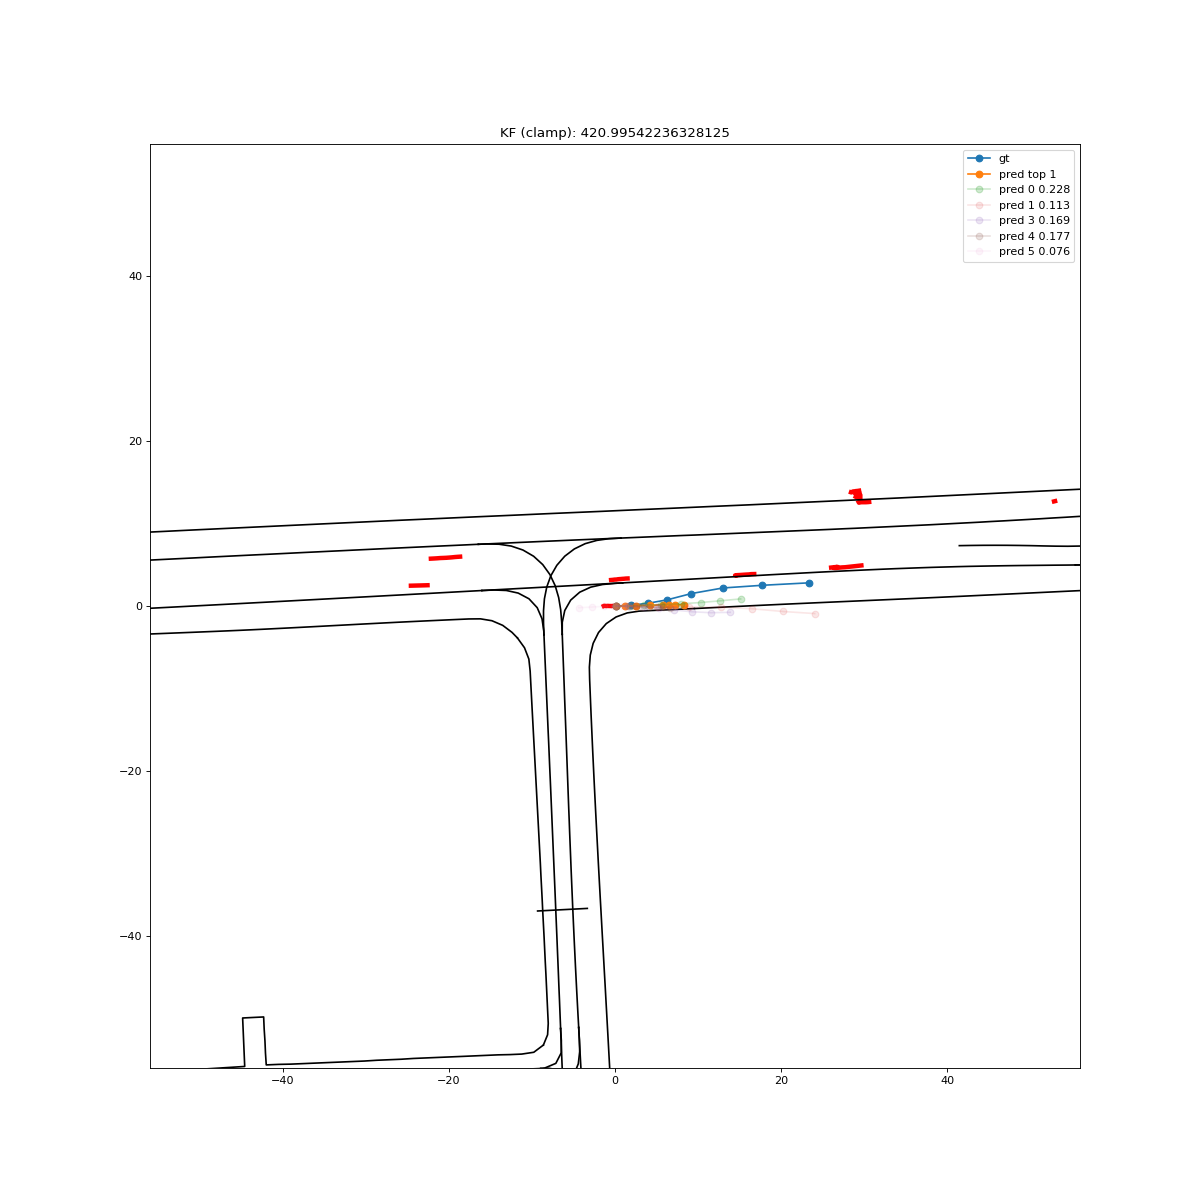 KF (clamp): 420.99542236328125
gt
pred top 1
pred 0 0.228
pred 1 0.113
pred 3 0.169
pred 4 0.177
pred 5 0.076
40
20
0
−20
−40
−40
−20
0
20
40